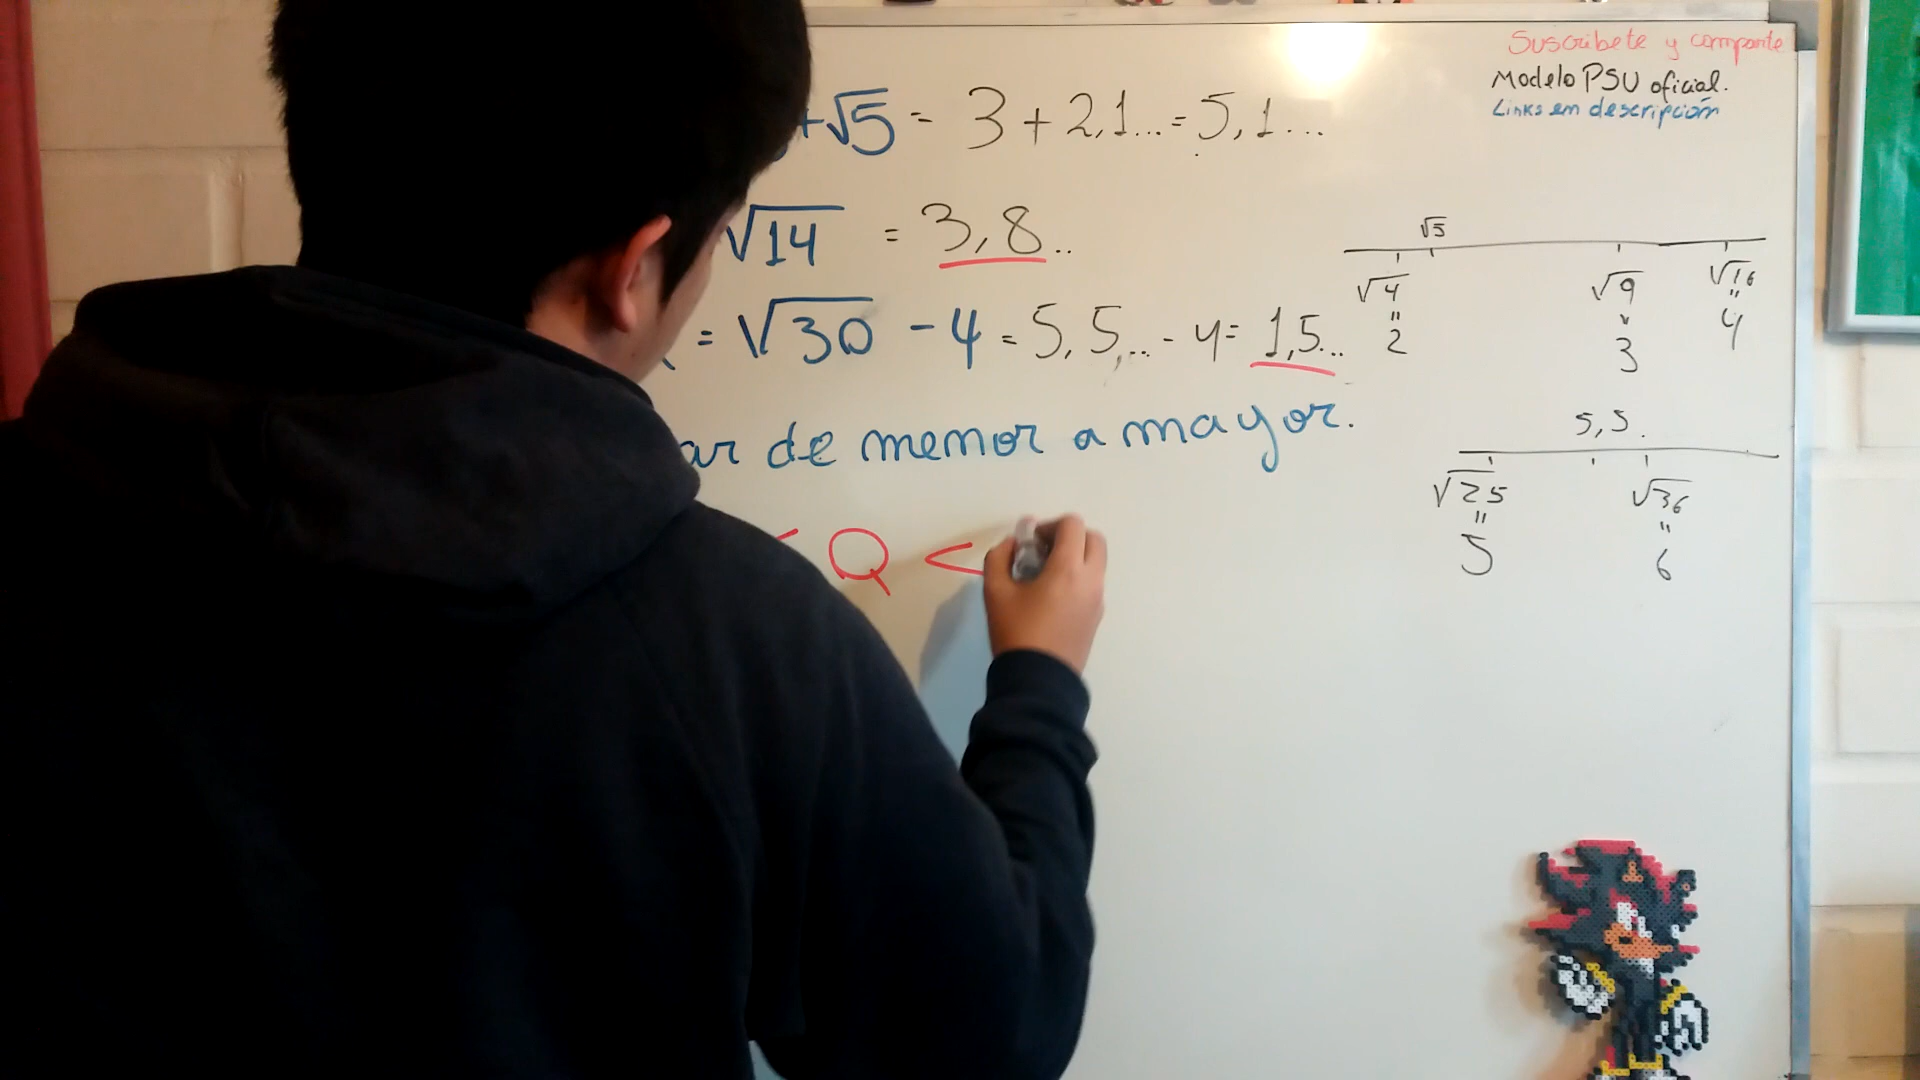 Suscribete y comparte
Modelo PSU oficial.
Links en descripción
+√5 = 3 + 2,1... = 5,1...
√14 = 3,8..
= √30 - 4 = 5,5,.. - 4 = 1,5...
ar de menor a mayor.
< Q <
√5
√4 √9 √16
" " "
2 3 4
5,5.
√25 √36
" "
5 6